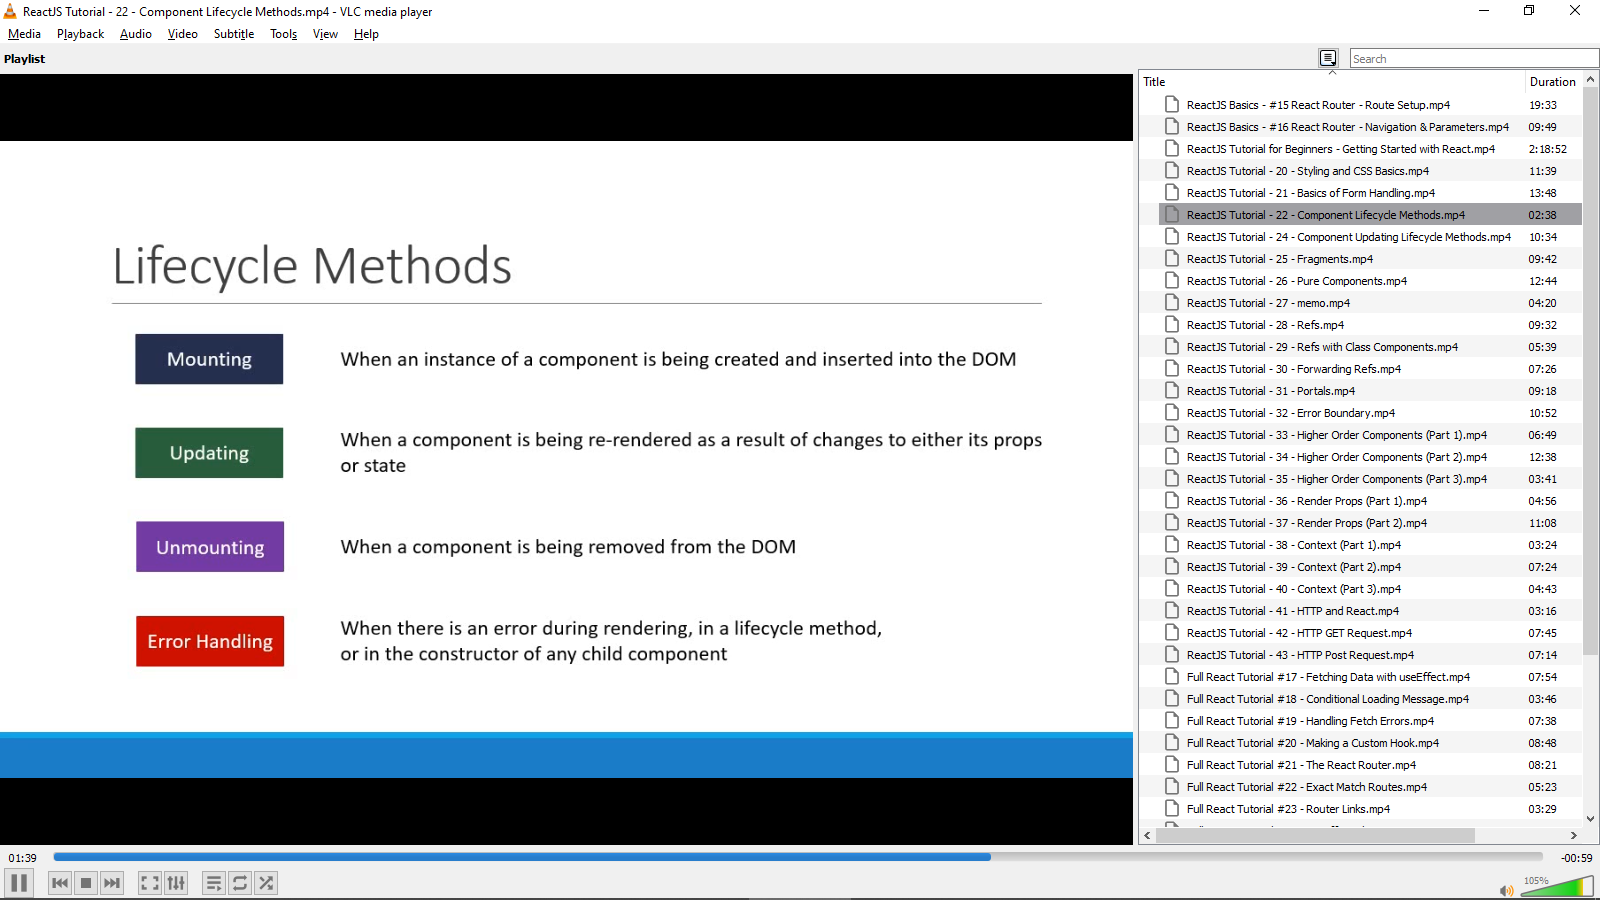 ReactJS Tutorial - 22 - Component Lifecycle Methods.mp4 - VLC media player
Media Playback Audio Video Subtitle Tools View Help
Playlist
Search
Lifecycle Methods
Mounting
When an instance of a component is being created and inserted into the DOM
Updating
When a component is being re-rendered as a result of changes to either its props
or state
Unmounting
When a component is being removed from the DOM
Error Handling
When there is an error during rendering, in a lifecycle method,
or in the constructor of any child component
Title Duration
ReactJS Basics - #15 React Router - Route Setup.mp4 19:33
ReactJS Basics - #16 React Router - Navigation & Parameters.mp4 09:49
ReactJS Tutorial for Beginners - Getting Started with React.mp4 2:18:52
ReactJS Tutorial - 20 - Styling and CSS Basics.mp4 11:39
ReactJS Tutorial - 21 - Basics of Form Handling.mp4 13:48
ReactJS Tutorial - 22 - Component Lifecycle Methods.mp4 02:38
ReactJS Tutorial - 24 - Component Updating Lifecycle Methods.mp4 10:34
ReactJS Tutorial - 25 - Fragments.mp4 09:42
ReactJS Tutorial - 26 - Pure Components.mp4 12:44
ReactJS Tutorial - 27 - memo.mp4 04:20
ReactJS Tutorial - 28 - Refs.mp4 09:32
ReactJS Tutorial - 29 - Refs with Class Components.mp4 05:39
ReactJS Tutorial - 30 - Forwarding Refs.mp4 07:26
ReactJS Tutorial - 31 - Portals.mp4 09:18
ReactJS Tutorial - 32 - Error Boundary.mp4 10:52
ReactJS Tutorial - 33 - Higher Order Components (Part 1).mp4 06:49
ReactJS Tutorial - 34 - Higher Order Components (Part 2).mp4 12:38
ReactJS Tutorial - 35 - Higher Order Components (Part 3).mp4 03:41
ReactJS Tutorial - 36 - Render Props (Part 1).mp4 04:56
ReactJS Tutorial - 37 - Render Props (Part 2).mp4 11:08
ReactJS Tutorial - 38 - Context (Part 1).mp4 03:24
ReactJS Tutorial - 39 - Context (Part 2).mp4 07:24
ReactJS Tutorial - 40 - Context (Part 3).mp4 04:43
ReactJS Tutorial - 41 - HTTP and React.mp4 03:16
ReactJS Tutorial - 42 - HTTP GET Request.mp4 07:45
ReactJS Tutorial - 43 - HTTP Post Request.mp4 07:14
Full React Tutorial #17 - Fetching Data with useEffect.mp4 07:54
Full React Tutorial #18 - Conditional Loading Message.mp4 03:46
Full React Tutorial #19 - Handling Fetch Errors.mp4 07:38
Full React Tutorial #20 - Making a Custom Hook.mp4 08:48
Full React Tutorial #21 - The React Router.mp4 08:21
Full React Tutorial #22 - Exact Match Routes.mp4 05:23
Full React Tutorial #23 - Router Links.mp4 03:29
01:39 -00:59
105%